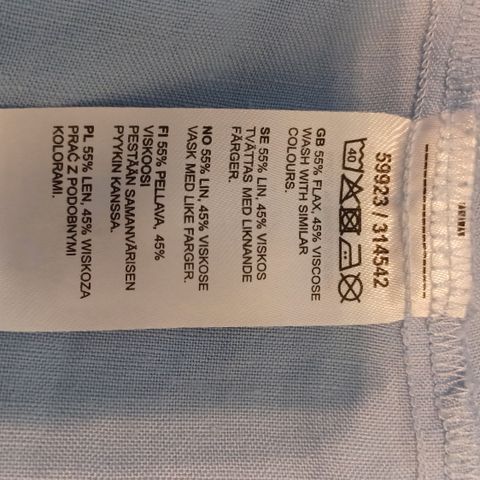 59923 / 314542
40
GB 55% FLAX, 45% VISCOSE
WASH WITH SIMILAR
COLOURS.
SE 55% LIN, 45% VISKOS
TVÄTTAS MED LIKNANDE
FÄRGER.
NO 55% LIN, 45% VISKOSE
VASK MED LIKE FARGER.
FI 55% PELLAVA, 45%
VISKOOSI
PESTÄÄN SAMANVÄRISEN
PYYKIN KANSSA.
PL 55% LEN, 45% WISKOZA
PRAĆ Z PODOBNYMI
KOLORAMI.